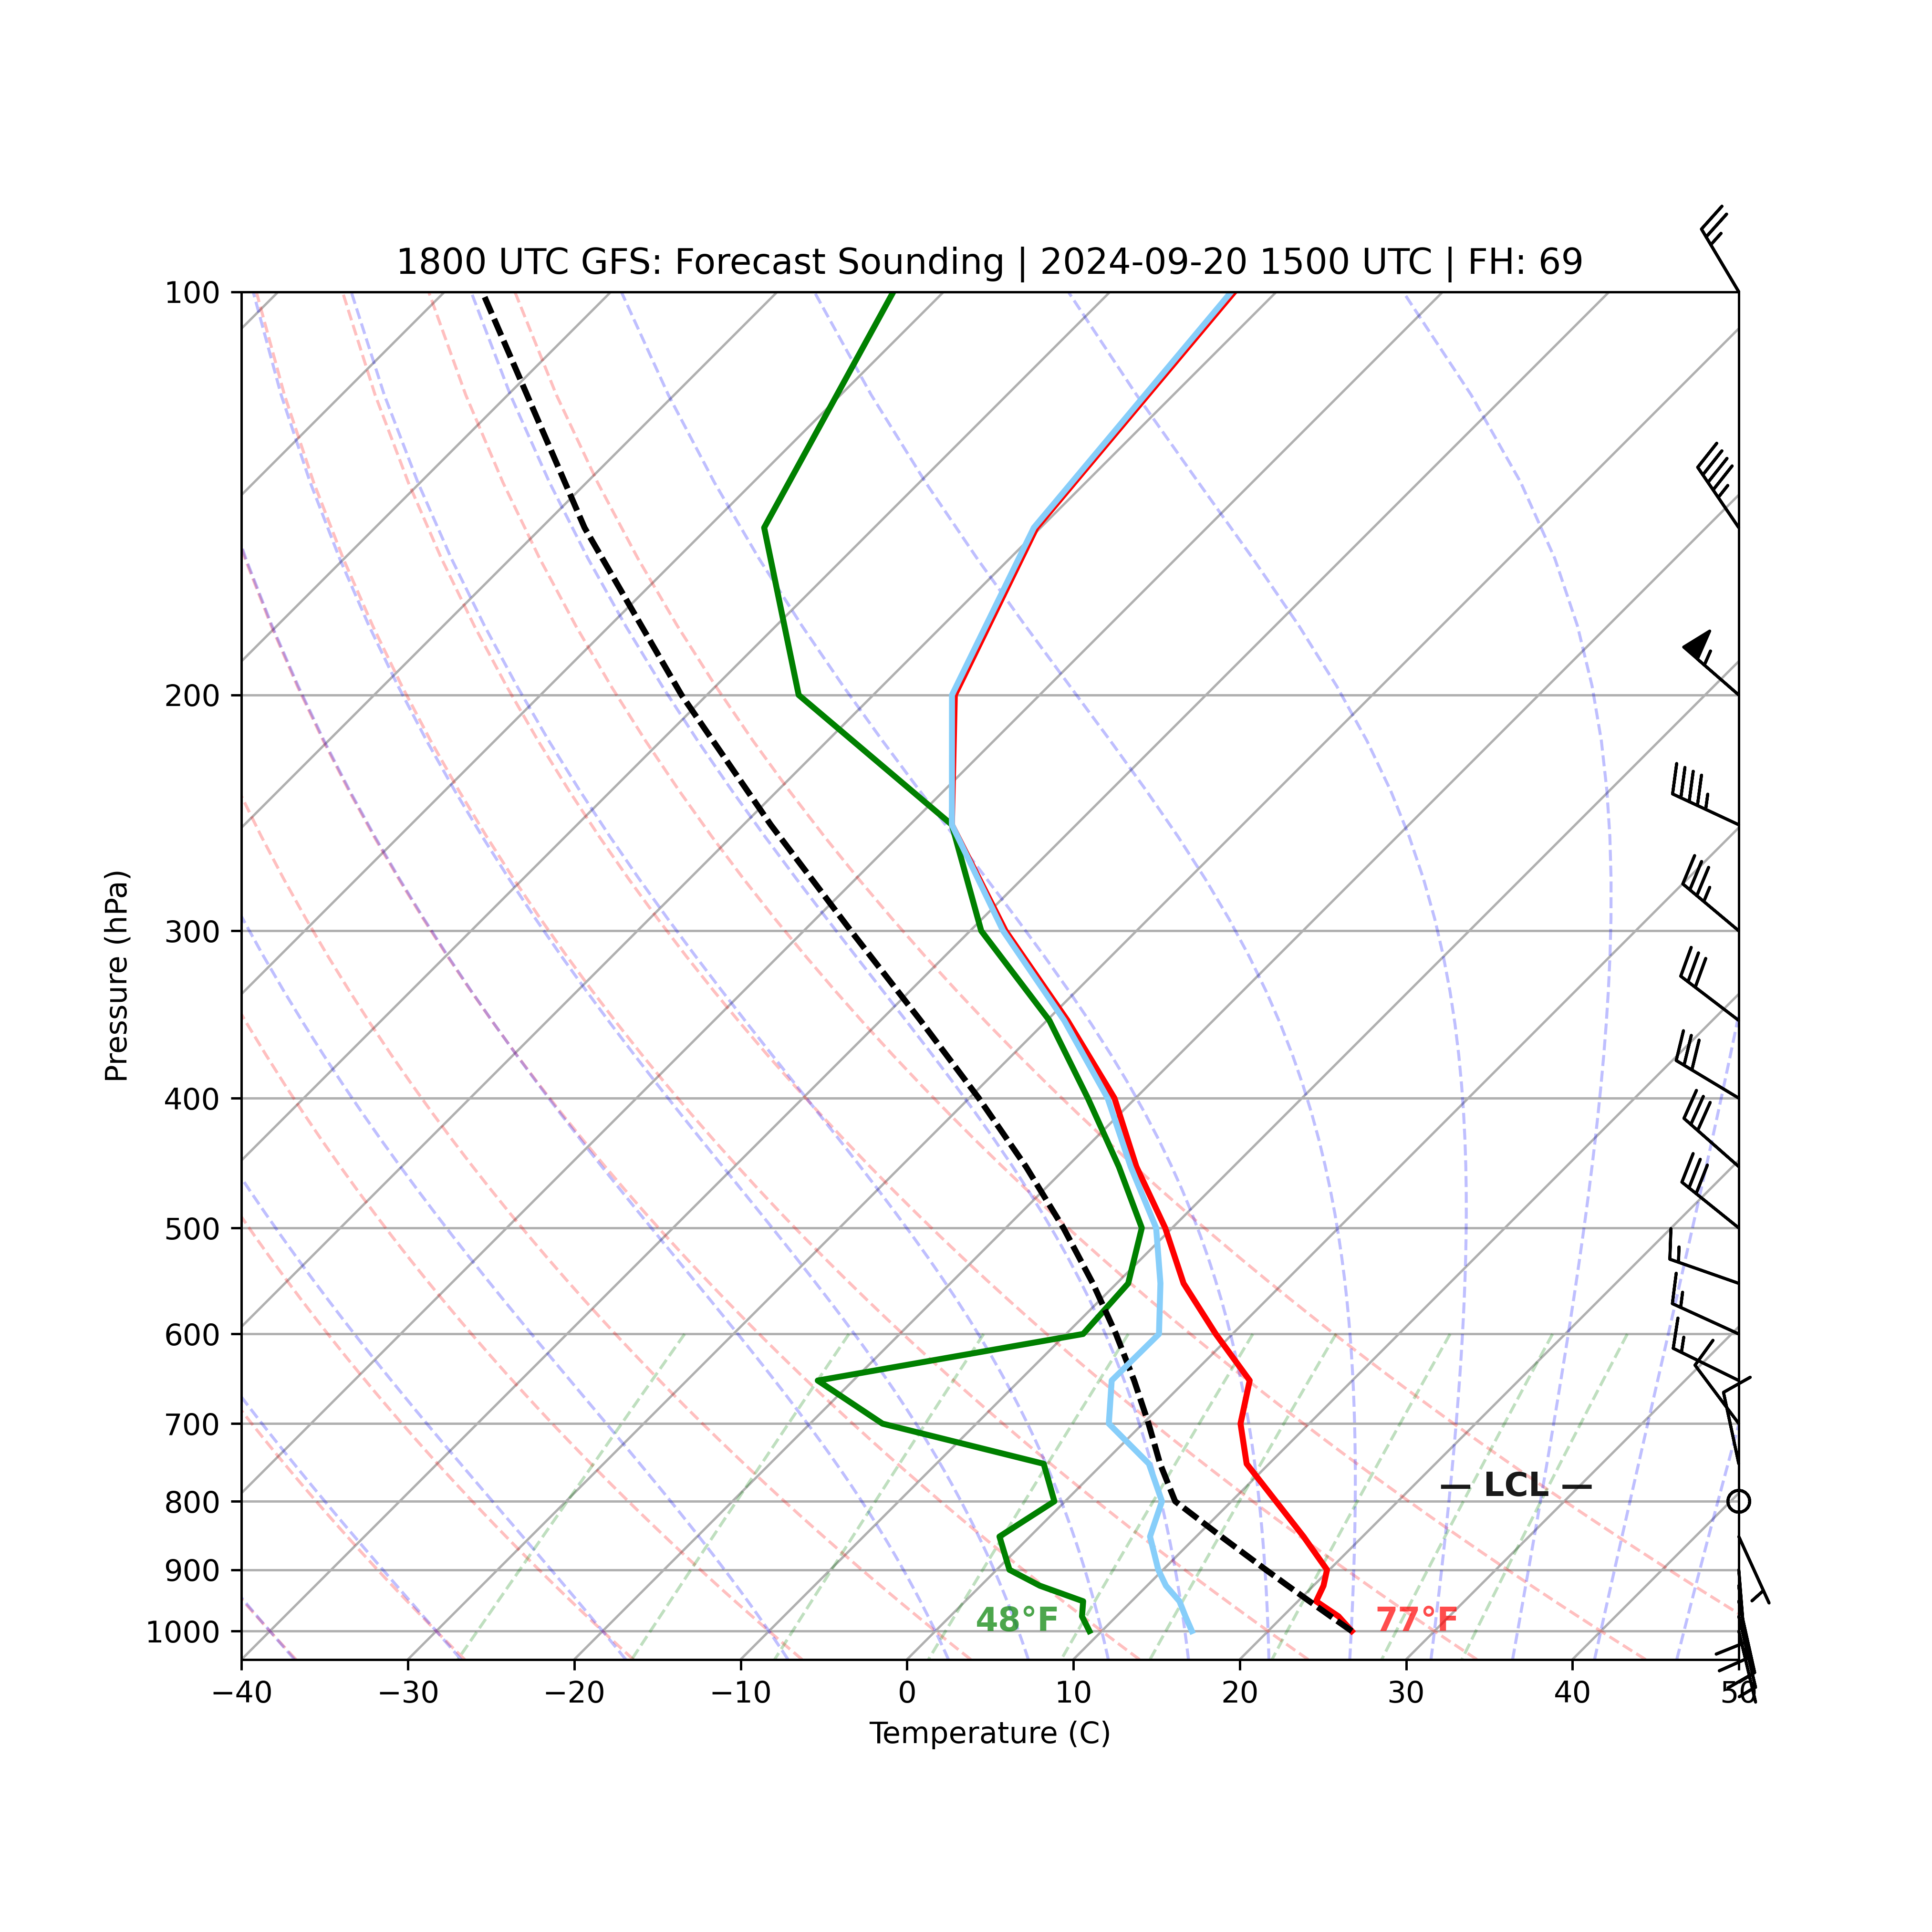 1800 UTC GFS: Forecast Sounding | 2024-09-20 1500 UTC | FH: 69
100
200
300
400
500
600
700
800
900
1000
Pressure (hPa)
— LCL —
48°F
77°F
−40 −30 −20 −10 0 10 20 30 40 50
Temperature (C)